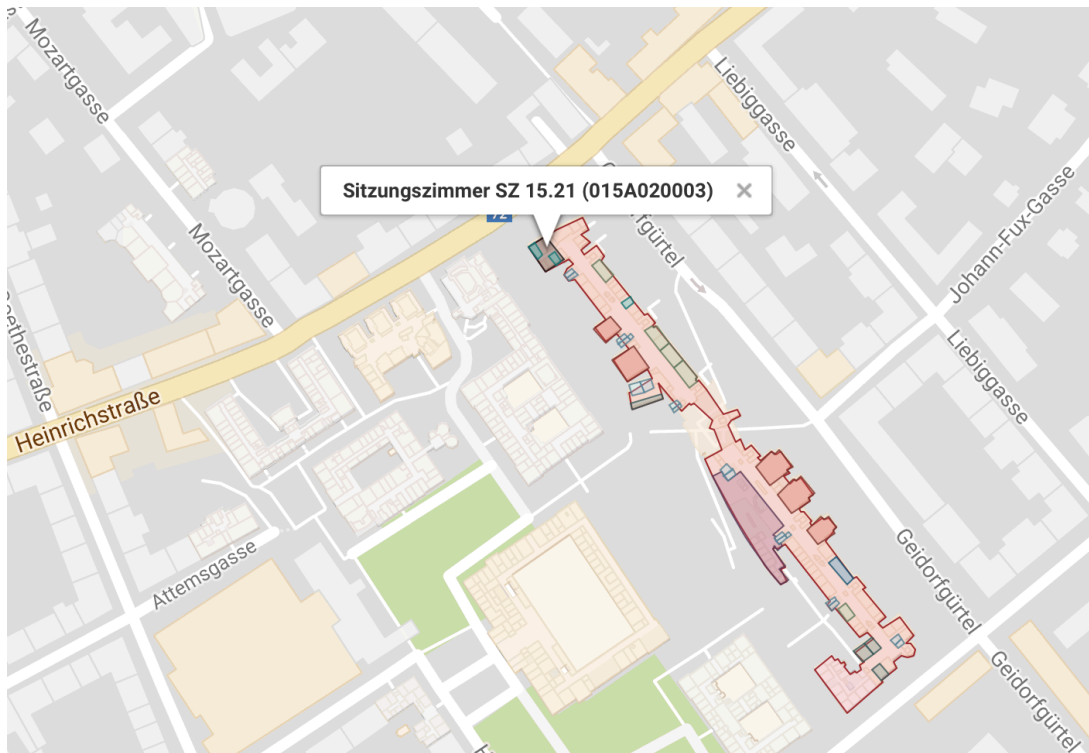 Mozartgasse
Liebiggasse
Sitzungszimmer SZ 15.21 (015A020003) ×
72
Geidorfgürtel
Johann-Fux-Gasse
Mozartgasse
Goethestraße
Liebiggasse
Heinrichstraße
Attemsgasse
Geidorfgürtel
Geidorfgürtel